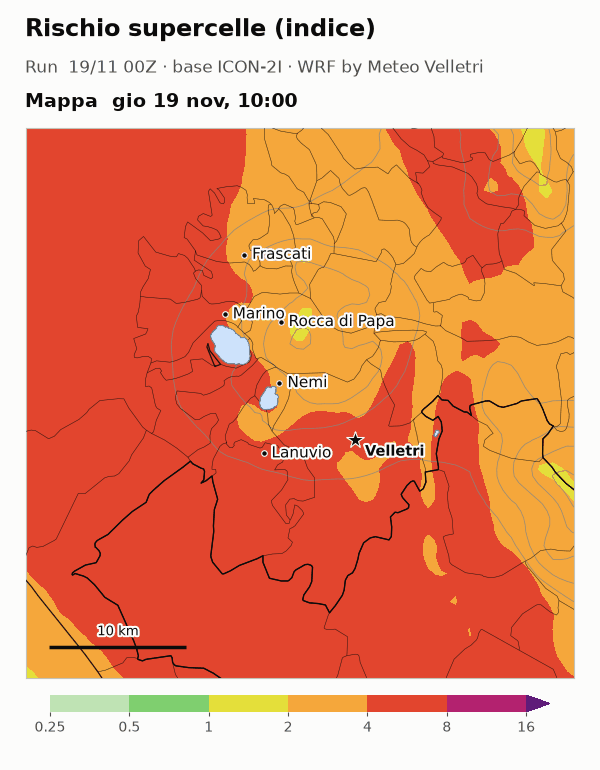 Rischio supercelle (indice)
Run  19/11 00Z · base ICON-2I · WRF by Meteo Velletri
Mappa  gio 19 nov, 10:00
Frascati
Marino
Rocca di Papa
Nemi
Velletri
Lanuvio
10 km
0.25 0.5 1 2 4 8 16